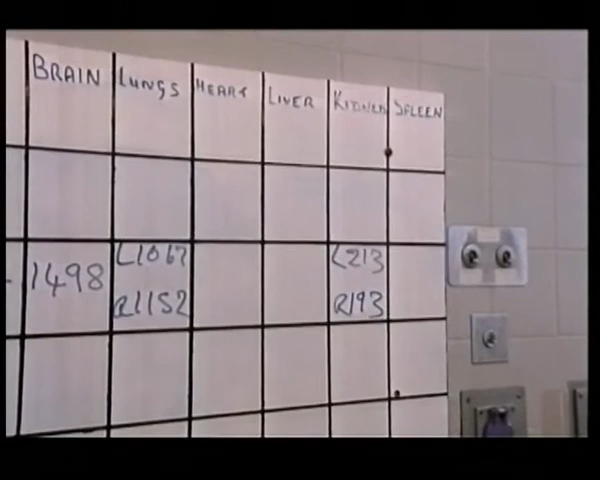 BRAIN LUNGS HEART LIVER KIDNEY SPLEEN
1498 L1067 L213
R1152 R193